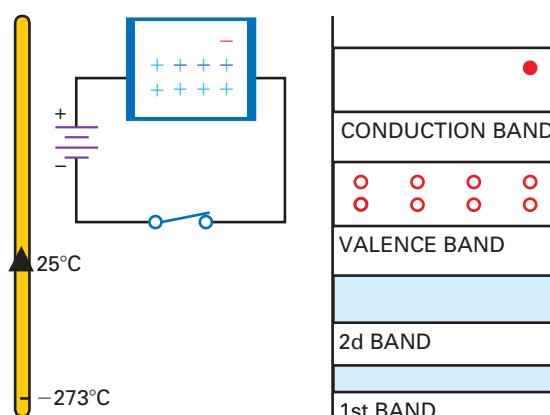 +
−
+ + + +
+ + + +
−
25°C
−273°C
CONDUCTION BAND
VALENCE BAND
2d BAND
1st BAND